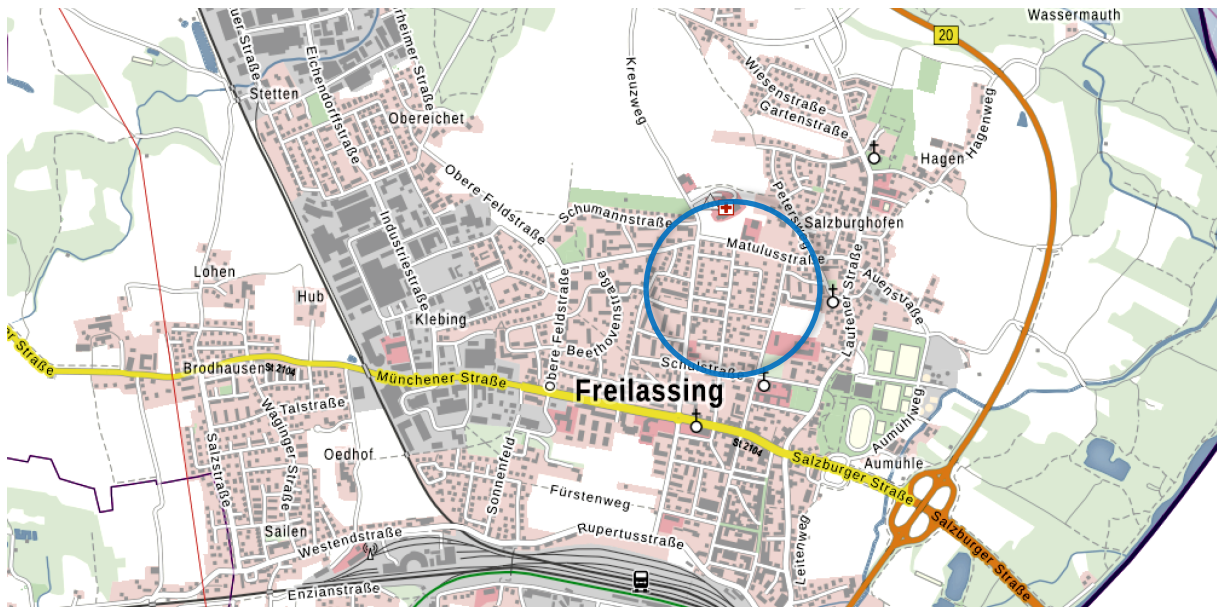 Wassermauth
20
Stetten
Eichendorffstraße
Obereichet
Kreuzweg
Wiesenstraße
Gartenstraße
Hagenweg
Hagen
Obere Feldstraße
Schumannstraße
Petersweg
Salzburghofen
Matulusstraße
Industriestraße
Lohen
Hub
Klebing
Obere Feldstraße
Beethovenstraße
Laufener Straße
Brodhausen
St 2104
Münchener Straße
Schulstraße
Freilassing
Talstraße
Waginger Straße
Salzstraße
Oedhof
Sonnenfeld
St 2104
Salzburger Straße
Aumühlweg
Aumühle
Fürstenweg
Sailen
Westendstraße
Rupertusstraße
Leitenweg
Salzburger Straße
Enzianstraße